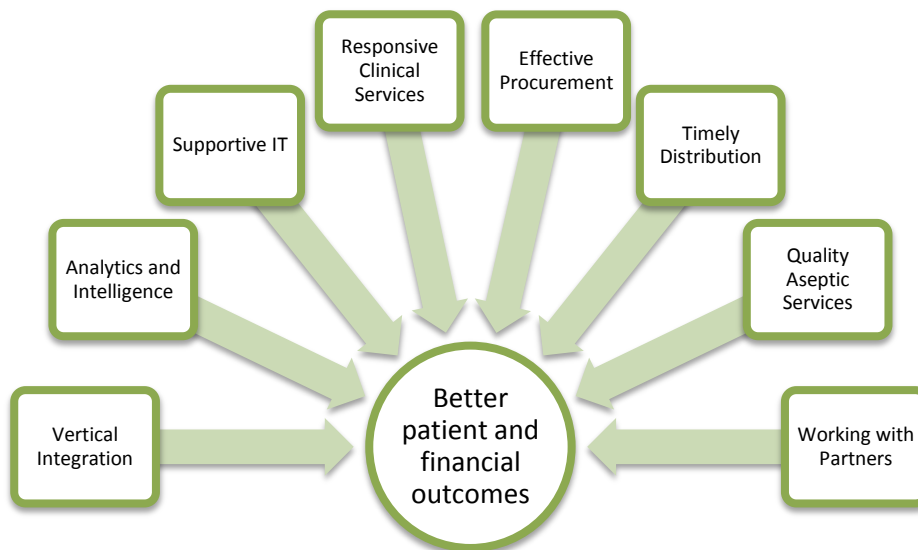 Responsive
Clinical
Services
Effective
Procurement
Supportive IT
Timely
Distribution
Analytics and
Intelligence
Quality
Aseptic
Services
Vertical
Integration
Better
patient and
financial
outcomes
Working with
Partners